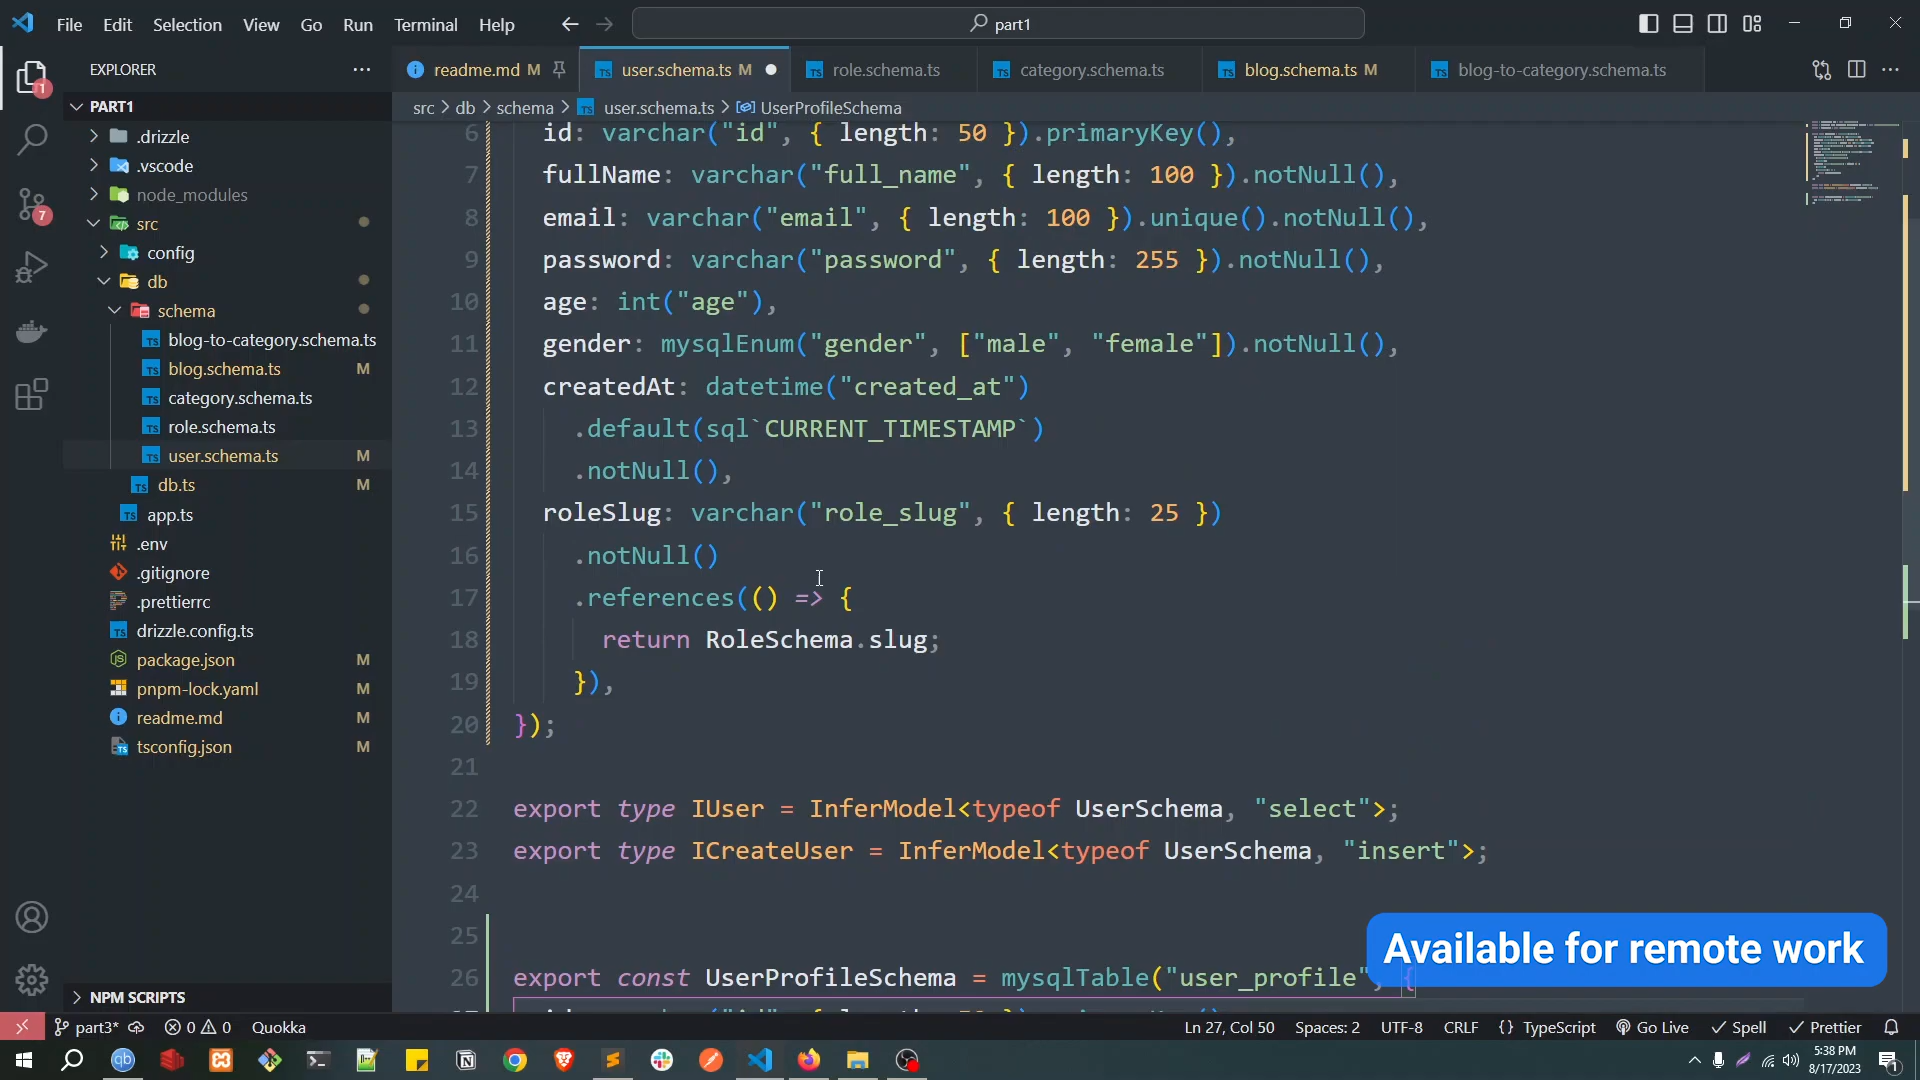 File Edit Selection View Go Run Terminal Help
part1
EXPLORER
readme.md M
user.schema.ts M
role.schema.ts
category.schema.ts
blog.schema.ts M
blog-to-category.schema.ts
src > db > schema > user.schema.ts > UserProfileSchema
PART1
.drizzle
.vscode
node_modules
src
config
db
schema
blog-to-category.schema.ts
blog.schema.ts M
category.schema.ts
role.schema.ts
user.schema.ts M
db.ts M
app.ts
.env
.gitignore
.prettierrc
drizzle.config.ts
package.json M
pnpm-lock.yaml M
readme.md M
tsconfig.json M
NPM SCRIPTS
1
7
6 id: varchar("id", { length: 50 }).primaryKey(),
7 fullName: varchar("full_name", { length: 100 }).notNull(),
8 email: varchar("email", { length: 100 }).unique().notNull(),
9 password: varchar("password", { length: 255 }).notNull(),
10 age: int("age"),
11 gender: mysqlEnum("gender", ["male", "female"]).notNull(),
12 createdAt: datetime("created_at")
13 .default(sql`CURRENT_TIMESTAMP`)
14 .notNull(),
15 roleSlug: varchar("role_slug", { length: 25 })
16 .notNull()
17 .references(() => {
18 return RoleSchema.slug;
19 }),
20 });
21
22 export type IUser = InferModel<typeof UserSchema, "select">;
23 export type ICreateUser = InferModel<typeof UserSchema, "insert">;
24
25
26 export const UserProfileSchema = mysqlTable("user_profile", {
Available for remote work
part3* 0 0 Quokka
Ln 27, Col 50 Spaces: 2 UTF-8 CRLF {} TypeScript Go Live Spell Prettier
5:38 PM
8/17/2023